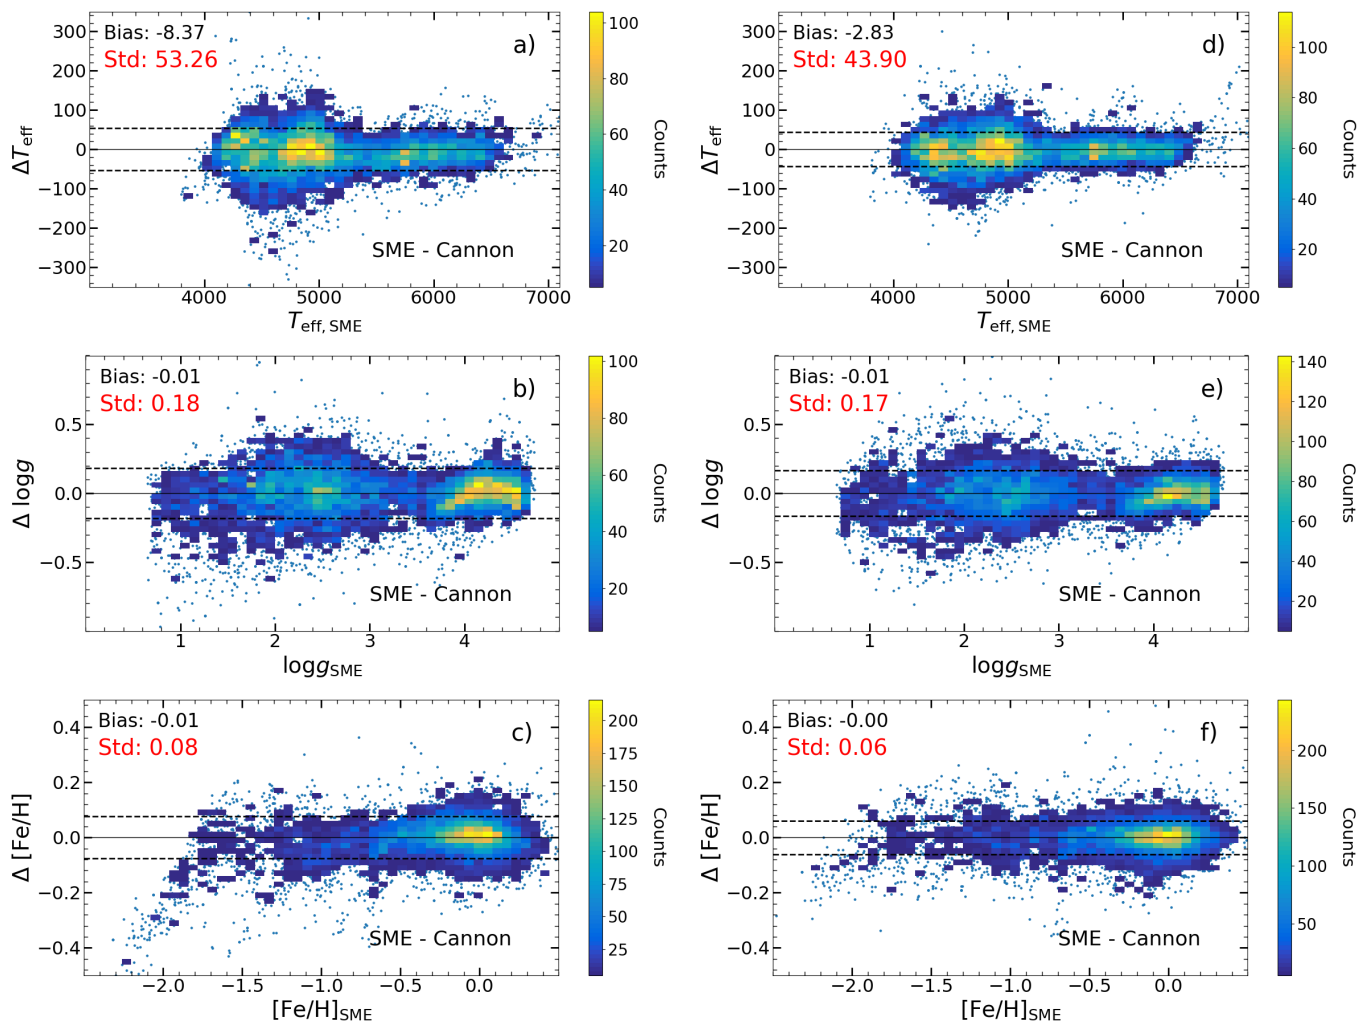 Bias: -8.37
Std: 53.26
a)
SME - Cannon
300
200
100
0
−100
−200
−300
4000
5000
6000
7000
ΔT_eff
T_eff, SME
100
80
60
40
20
Counts
Bias: -2.83
Std: 43.90
d)
SME - Cannon
300
200
100
0
−100
−200
−300
4000
5000
6000
7000
ΔT_eff
T_eff, SME
100
80
60
40
20
Counts
Bias: -0.01
Std: 0.18
b)
SME - Cannon
0.5
0.0
−0.5
1
2
3
4
Δ logg
logg_SME
100
80
60
40
20
Counts
Bias: -0.01
Std: 0.17
e)
SME - Cannon
0.5
0.0
−0.5
1
2
3
4
Δ logg
logg_SME
140
120
100
80
60
40
20
Counts
Bias: -0.01
Std: 0.08
c)
SME - Cannon
0.4
0.2
0.0
−0.2
−0.4
−2.0
−1.5
−1.0
−0.5
0.0
Δ [Fe/H]
[Fe/H]_SME
200
175
150
125
100
75
50
25
Counts
Bias: -0.00
Std: 0.06
f)
SME - Cannon
0.4
0.2
0.0
−0.2
−0.4
−2.0
−1.5
−1.0
−0.5
0.0
Δ [Fe/H]
[Fe/H]_SME
200
150
100
50
Counts